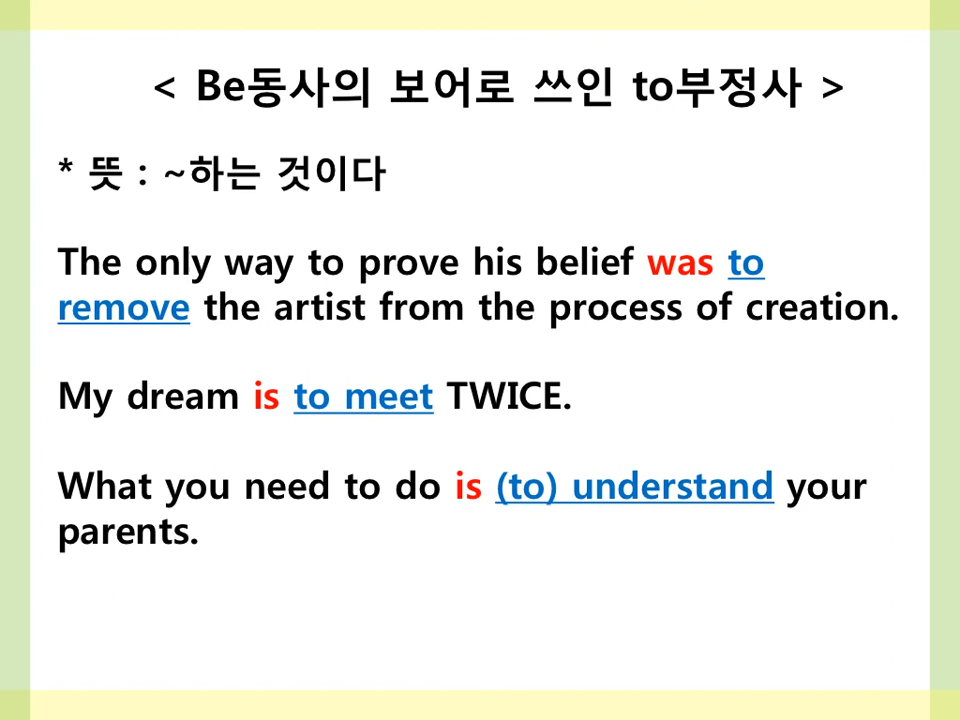 < Be동사의 보어로 쓰인 to부정사 >
* 뜻 : ~하는 것이다
The only way to prove his belief was to
remove the artist from the process of creation.
My dream is to meet TWICE.
What you need to do is (to) understand your
parents.